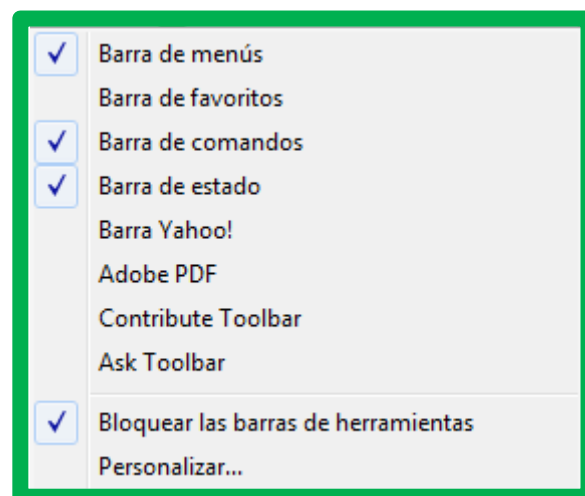 Barra de menús
Barra de favoritos
Barra de comandos
Barra de estado
Barra Yahoo!
Adobe PDF
Contribute Toolbar
Ask Toolbar
Bloquear las barras de herramientas
Personalizar...